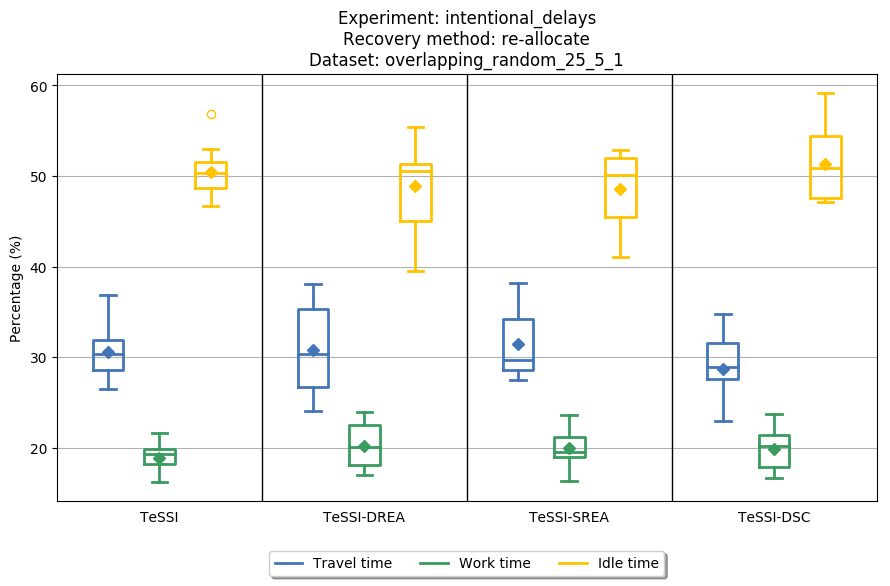 Experiment: intentional_delays
Recovery method: re-allocate
Dataset: overlapping_random_25_5_1
Percentage (%)
60
50
40
30
20
TeSSI
TeSSI-DREA
TeSSI-SREA
TeSSI-DSC
Travel time
Work time
Idle time